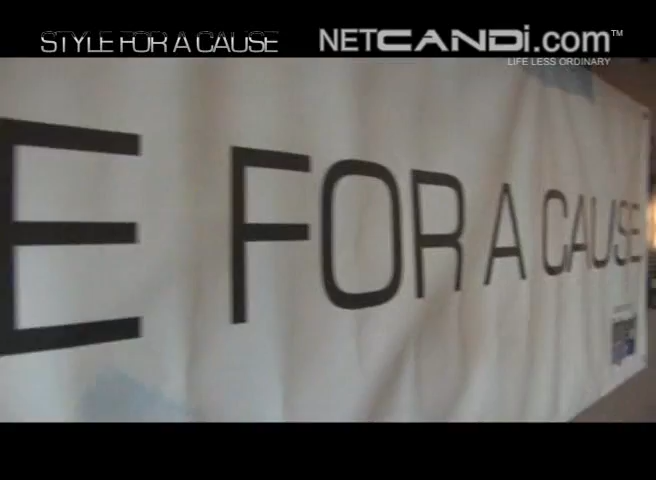 STYLE FOR A CAUSE
NETCANDi.com™
LIFE LESS ORDINARY
E FOR A CAUSE